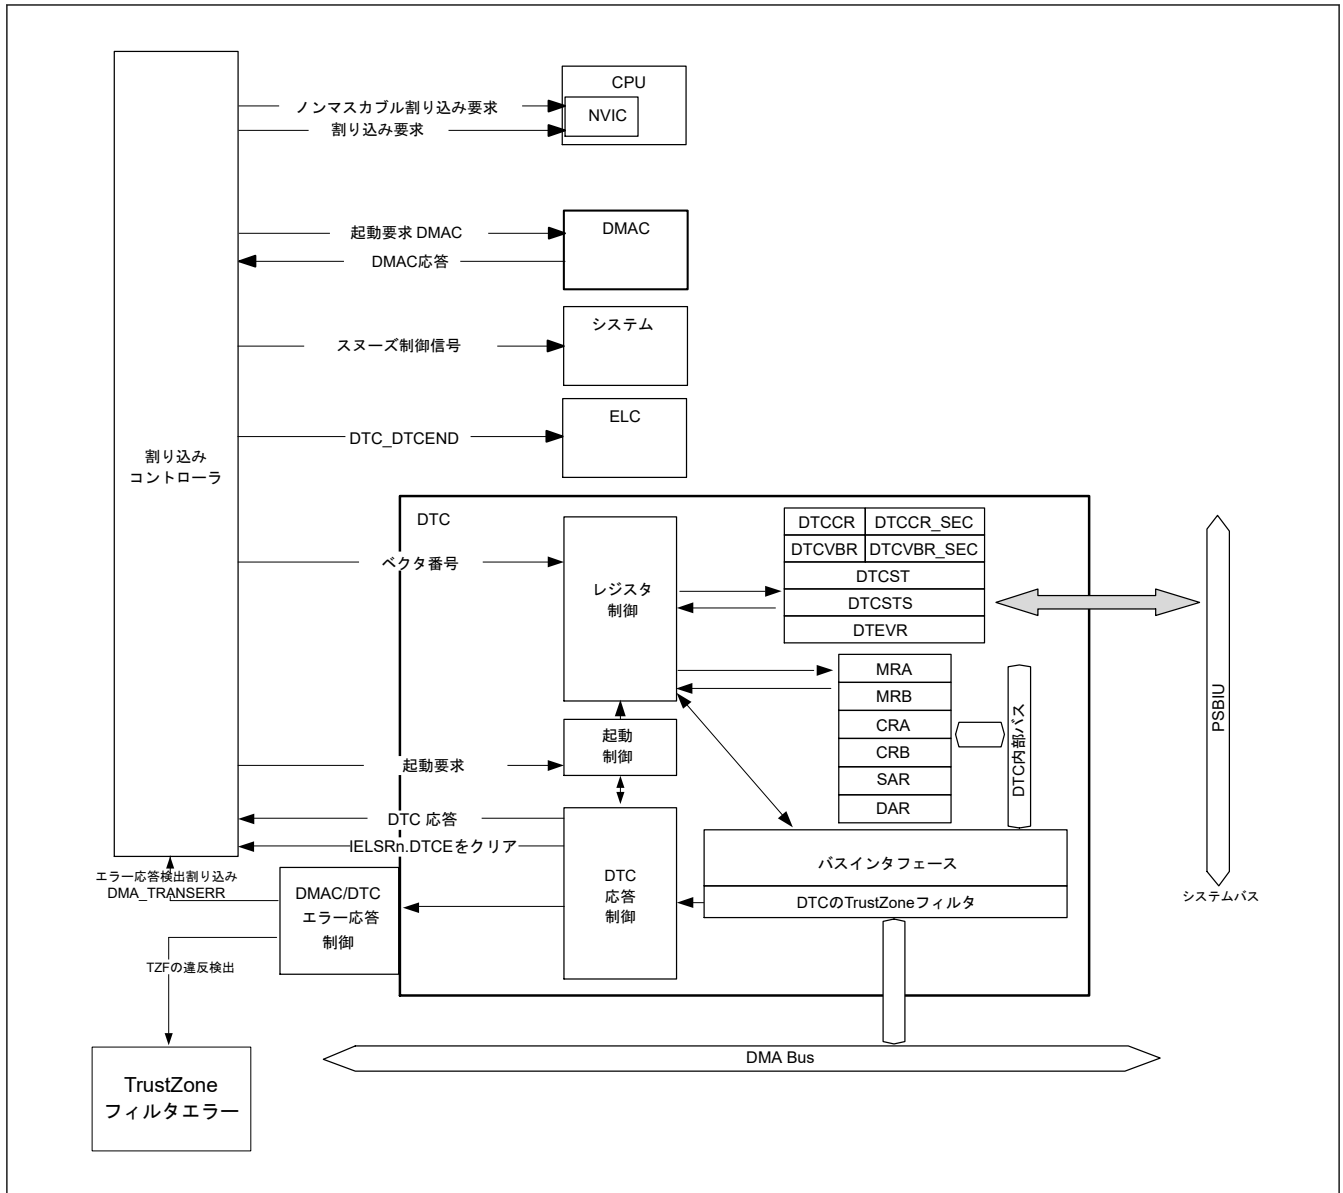 CPU
NVIC
ノンマスカブル割り込み要求
割り込み要求
起動要求 DMAC
DMAC応答
DMAC
スヌーズ制御信号
システム
DTC_DTCEND
ELC
割り込み
コントローラ
DTC
ベクタ番号
レジスタ
制御
DTCCR
DTCCR_SEC
DTCVBR
DTCVBR_SEC
DTCST
DTCSTS
DTEVR
MRA
MRB
CRA
CRB
SAR
DAR
DTC内部バス
PSBIU
システムバス
起動
制御
起動要求
DTC 応答
IELSRn.DTCEをクリア
DTC
応答
制御
バスインタフェース
DTCのTrustZoneフィルタ
エラー応答検出割り込み
DMA_TRANSERR
DMAC/DTC
エラー応答
制御
TZFの違反検出
TrustZone
フィルタエラー
DMA Bus